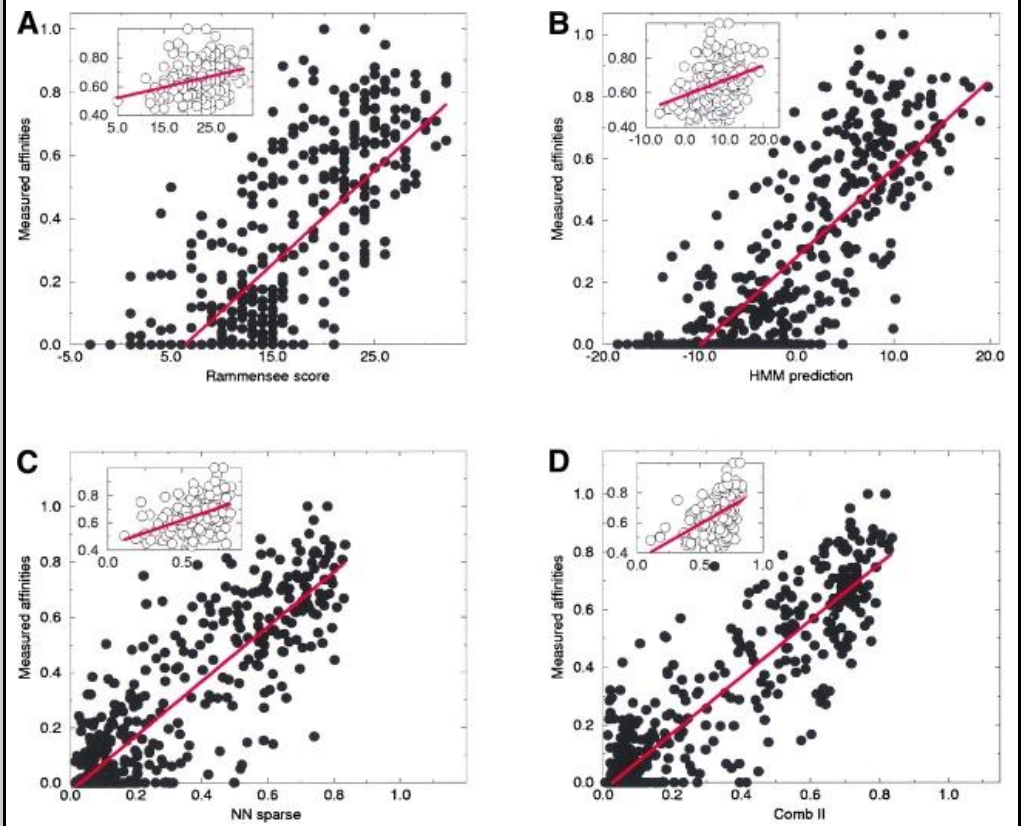 A
1.0
0.8
0.6
0.4
0.2
0.0
Measured affinities
0.80
0.60
0.40
5.0 15.0 25.0
-5.0 5.0 15.0 25.0
Rammensee score
B
1.0
0.8
0.6
0.4
0.2
0.0
Measured affinities
0.80
0.60
0.40
-10.0 0.0 10.0 20.0
-20.0 -10.0 0.0 10.0 20.0
HMM prediction
C
1.0
0.8
0.6
0.4
0.2
0.0
Measured affinities
0.8
0.6
0.4
0.0 0.5
0.0 0.2 0.4 0.6 0.8 1.0
NN sparse
D
1.0
0.8
0.6
0.4
0.2
0.0
Measured affinities
0.8
0.6
0.4
0.0 0.5 1.0
0.0 0.2 0.4 0.6 0.8 1.0
Comb II